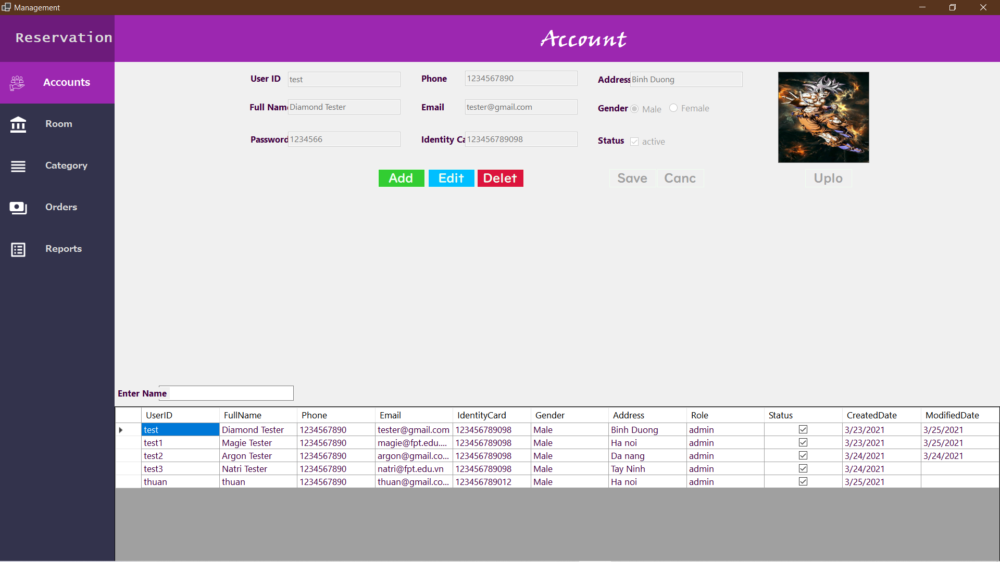 Management
Reservation
Account
Accounts
Room
Category
Orders
Reports
User ID test Phone 1234567890 Address Binh Duong
Full Nam Diamond Tester Email tester@gmail.com Gender Male Female
Password 1234566 Identity Ca 123456789098 Status active
Add Edit Delet Save Canc Uplo
Enter Name
UserID FullName Phone Email IdentityCard Gender Address Role Status CreatedDate ModifiedDate
test Diamond Tester 1234567890 tester@gmail.com 123456789098 Male Binh Duong admin 3/23/2021 3/25/2021
test1 Magie Tester 1234567890 magie@fpt.edu.... 123456789098 Male Ha noi admin 3/23/2021 3/25/2021
test2 Argon Tester 1234567890 argon@gmail.co... 123456789098 Male Da nang admin 3/24/2021 3/24/2021
test3 Natri Tester 1234567890 natri@fpt.edu.vn 123456789098 Male Tay Ninh admin 3/24/2021
thuan thuan 1234567890 thuan@gmail.co... 123456789012 Male Ha noi admin 3/25/2021